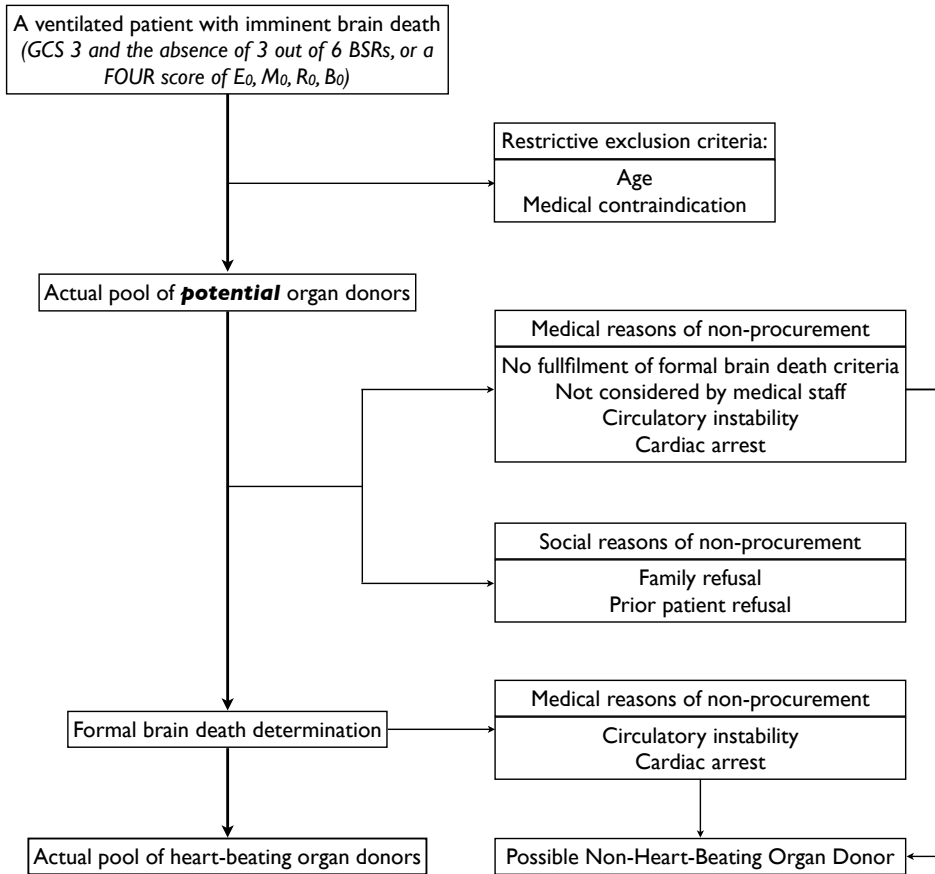 A ventilated patient with imminent brain death
(GCS 3 and the absence of 3 out of 6 BSRs, or a
FOUR score of E0, M0, R0, B0)
Restrictive exclusion criteria:
Age
Medical contraindication
Actual pool of potential organ donors
Medical reasons of non-procurement
No fullfilment of formal brain death criteria
Not considered by medical staff
Circulatory instability
Cardiac arrest
Social reasons of non-procurement
Family refusal
Prior patient refusal
Medical reasons of non-procurement
Formal brain death determination
Circulatory instability
Cardiac arrest
Actual pool of heart-beating organ donors
Possible Non-Heart-Beating Organ Donor